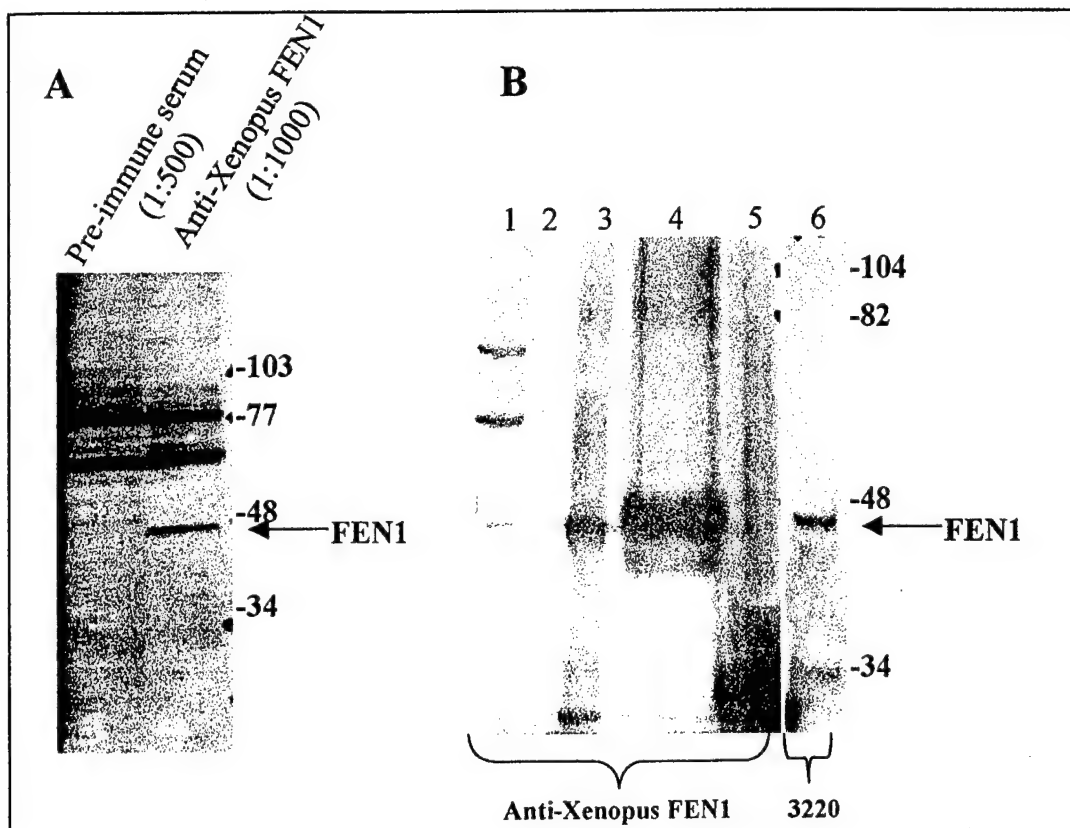 A
Pre-immune serum
(1:500)
Anti-Xenopus FEN1
(1:1000)
-103
-77
-48
FEN1
-34
B
1 2 3 4 5 6
-104
-82
-48
FEN1
-34
Anti-Xenopus FEN1 3220